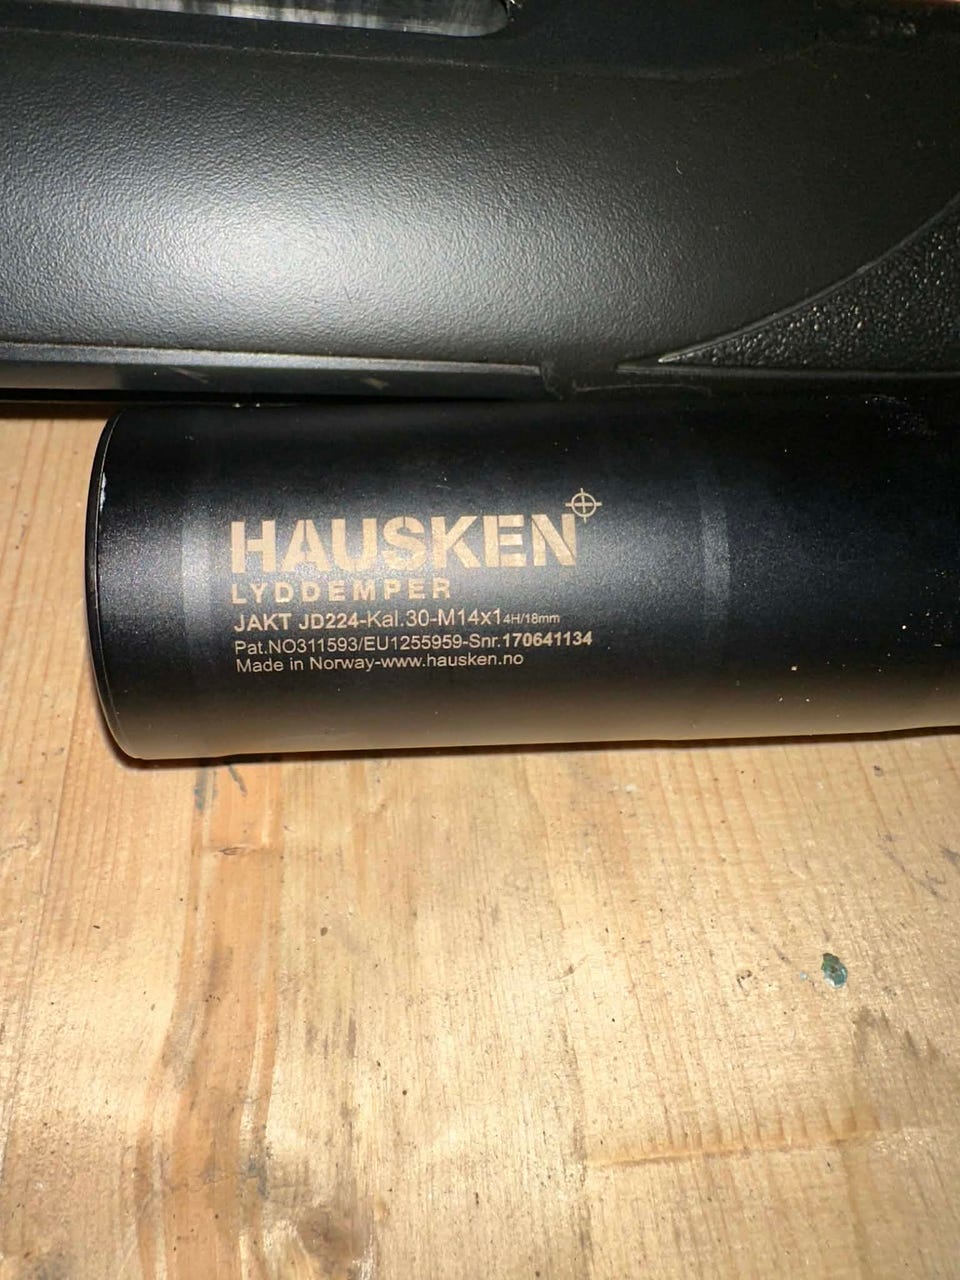 HAUSKEN
LYDDEMPER
JAKT JD224-Kal.30-M14x1 4H/18mm
Pat.NO311593/EU1255959-Snr.170641134
Made in Norway-www.hausken.no